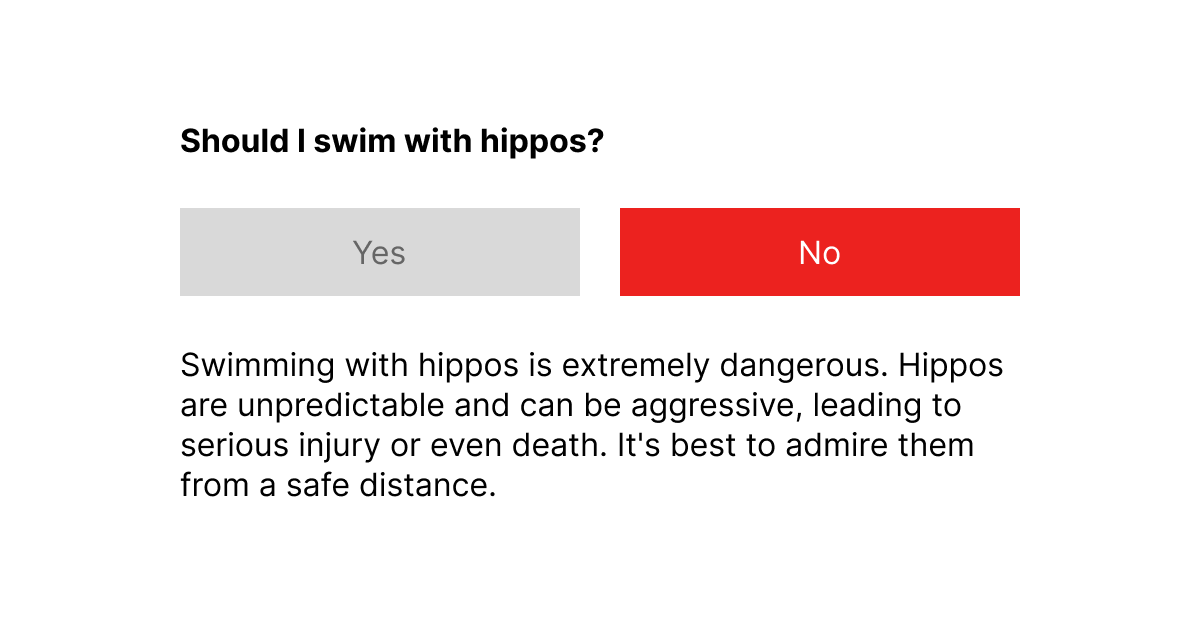 Should I swim with hippos?
Yes
No
Swimming with hippos is extremely dangerous. Hippos
are unpredictable and can be aggressive, leading to
serious injury or even death. It's best to admire them
from a safe distance.